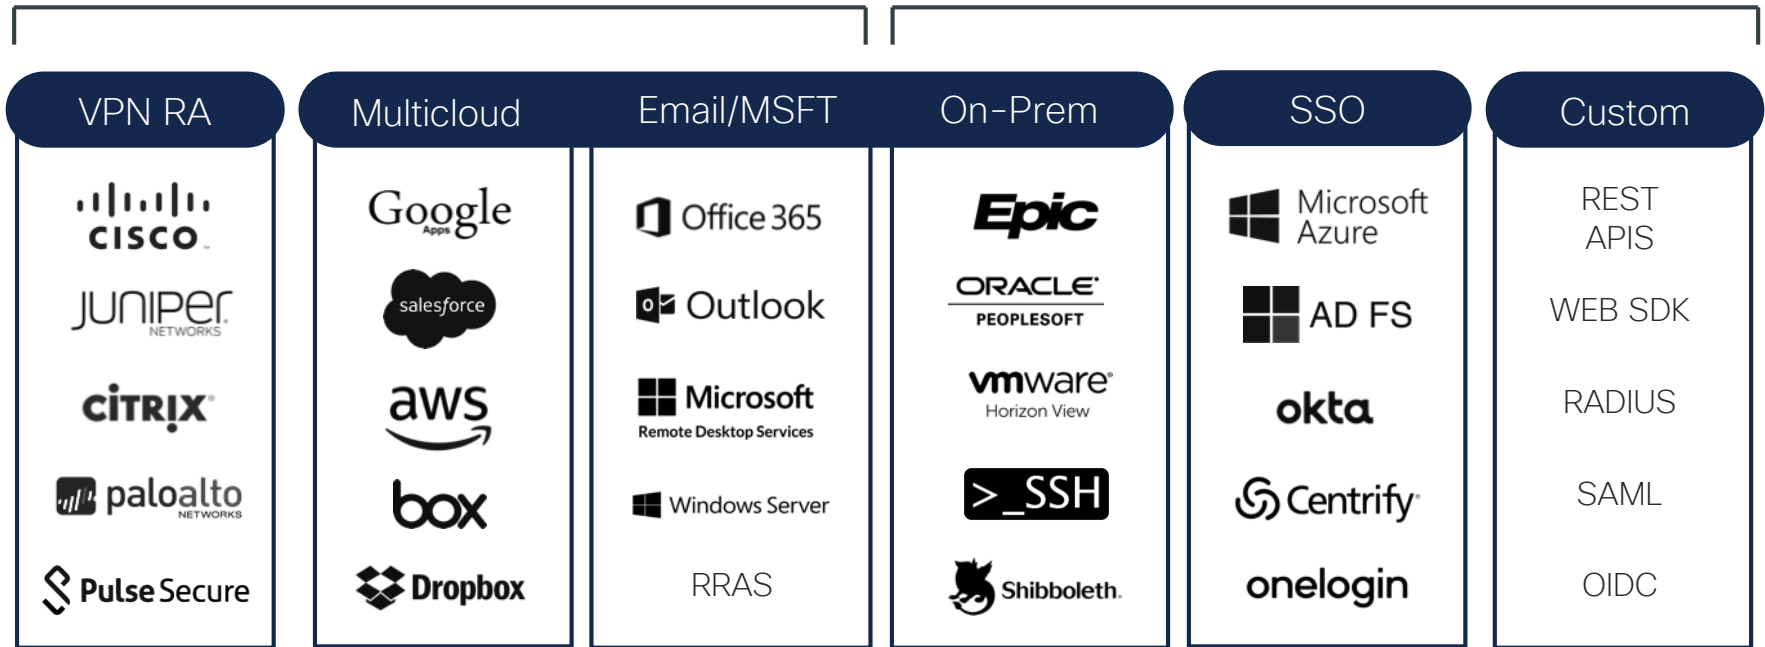 VPN RA
Multicloud
Email/MSFT
On-Prem
SSO
Custom
CISCO
JUNIPER
NETWORKS
CITRIX
paloalto
NETWORKS
Pulse Secure
Google
Apps
salesforce
aws
box
Dropbox
Office 365
Outlook
Microsoft
Remote Desktop Services
Windows Server
RRAS
Epic
ORACLE
PEOPLESOFT
vmware
Horizon View
>_SSH
Shibboleth.
Microsoft
Azure
AD FS
okta
Centrify
onelogin
REST
APIS
WEB SDK
RADIUS
SAML
OIDC